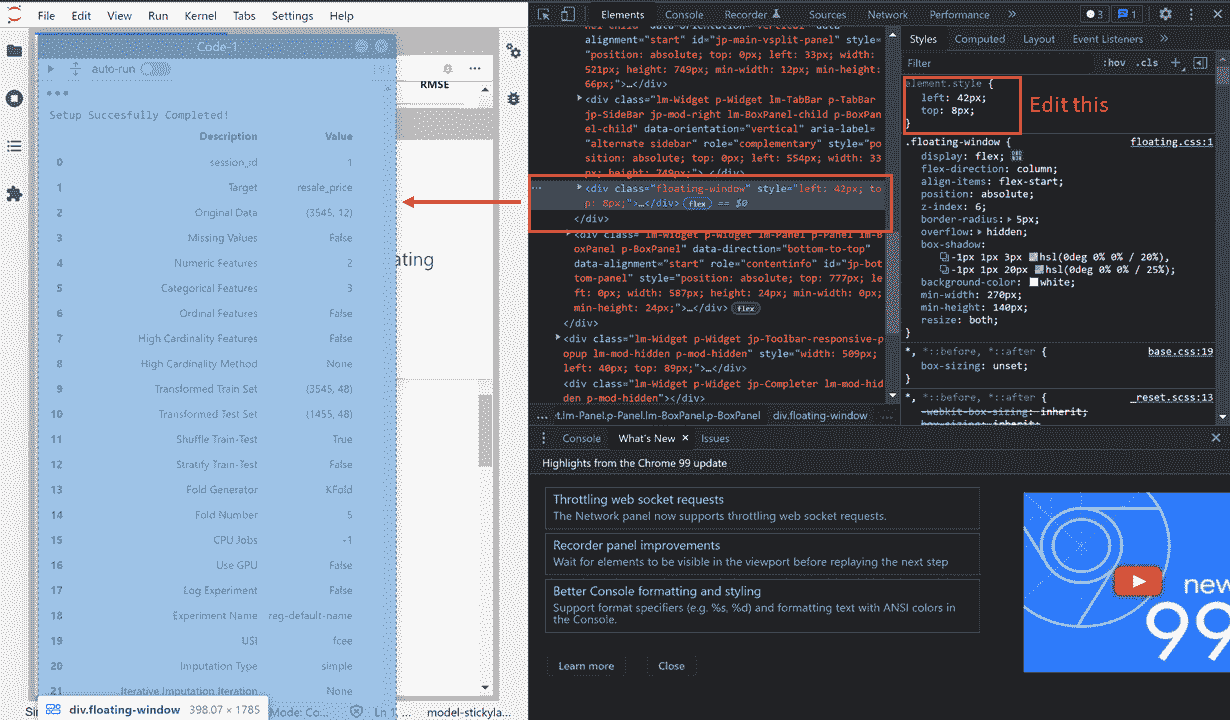 File Edit View Run Kernel Tabs Settings Help
Code-1
auto-run
RMSE
Setup Succesfully Completed!
Description Value
0 session_id 1
1 Target resale_price
2 Original Data (3545, 12)
3 Missing Values False
4 Numeric Features 2
5 Categorical Features 3
6 Ordinal Features False
7 High Cardinality Features False
8 High Cardinality Method None
9 Transformed Train Set (3545, 48)
10 Transformed Test Set (1455, 48)
11 Shuffle Train-Test True
12 Stratify Train-Test False
13 Fold Generator KFold
14 Fold Number 5
15 CPU Jobs -1
16 Use GPU False
17 Log Experiment False
18 Experiment Name reg-default-name
19 USI fcee
20 Imputation Type simple
21 Iterative Imputation Iteration None
ating
div.floating-window 398.07 × 1785
Mode: Co... Ln 1, ... model-stickyla...
Elements Console Recorder Sources Network Performance » 3 1
alignment="start" id="jp-main-vsplit-panel" style=
"position: absolute; top: 0px; left: 33px; width:
521px; height: 749px; min-width: 12px; min-height:
66px;">…</div>
<div class="lm-Widget p-Widget lm-TabBar p-TabBar
jp-SideBar jp-mod-right lm-BoxPanel-child p-BoxPan
el-child" data-orientation="vertical" aria-label=
"alternate sidebar" role="complementary" style="po
sition: absolute; top: 0px; left: 554px; width: 33
px; height: 749px;">…</div>
<div class="floating-window" style="left: 42px; to
p: 8px;">…</div> flex == $0
</div>
<div class="lm-Widget p-Widget lm-Panel p-Panel lm-B
oxPanel p-BoxPanel" data-direction="bottom-to-top"
data-alignment="start" role="contentinfo" id="jp-bot
tom-panel" style="position: absolute; top: 777px; le
ft: 0px; width: 587px; height: 24px; min-width: 0px;
min-height: 24px;">…</div> flex
</div>
<div class="lm-Widget p-Widget jp-Toolbar-responsive-p
opup lm-mod-hidden p-mod-hidden" style="width: 509px;
left: 40px; top: 89px;">…</div>
<div class="lm-Widget p-Widget jp-Completer lm-mod-hid
den p-mod-hidden"></div>
... t.lm-Panel.p-Panel.lm-BoxPanel.p-BoxPanel div.floating-window ...
Styles Computed Layout Event Listeners »
Filter :hov .cls +
element.style {
left: 42px;
top: 8px;
}
Edit this
.floating-window { floating.css:1
display: flex;
flex-direction: column;
align-items: flex-start;
position: absolute;
z-index: 6;
border-radius: 5px;
overflow: hidden;
box-shadow:
-1px 1px 3px hsl(0deg 0% 0% / 20%),
-1px 1px 20px hsl(0deg 0% 0% / 25%);
background-color: white;
min-width: 270px;
min-height: 140px;
resize: both;
}
*, *::before, *::after { base.css:19
box-sizing: unset;
}
*, *::before, *::after { _reset.scss:13
-webkit-box-sizing: inherit;
box-sizing: inherit;
Console What's New × Issues
Highlights from the Chrome 99 update
Throttling web socket requests
The Network panel now supports throttling web socket requests.
Recorder panel improvements
Wait for elements to be visible in the viewport before replaying the next step
Better Console formatting and styling
Support format specifiers (e.g. %s, %d) and formatting text with ANSI colors in
the Console.
Learn more Close
new
99